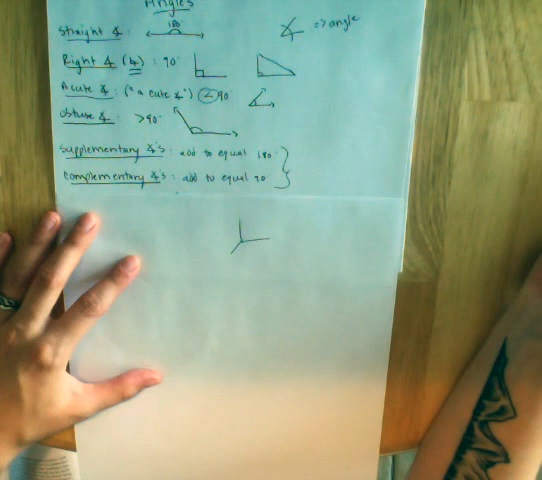 Angles
Straight ∡: 180° ∡ => angle
Right ∡ (L): 90°
Acute ∡: ("a cute ∡") < 90°
Obtuse ∡: >90°
Supplementary ∡'s: add to equal 180°
Complementary ∡'s: add to equal 90°